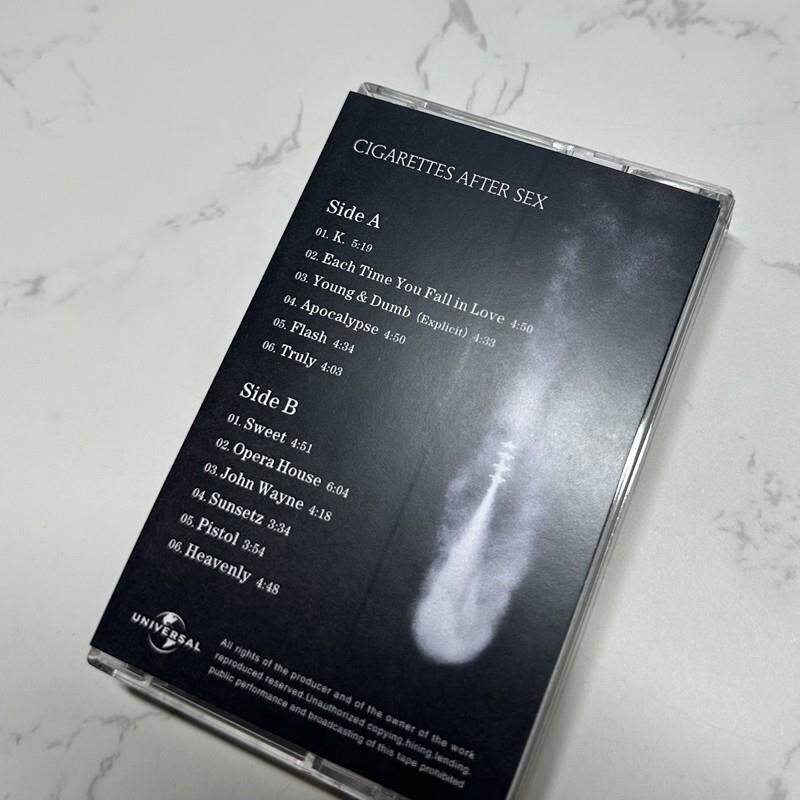 CIGARETTES AFTER SEX
Side A
01. K. 5:19
02. Each Time You Fall in Love 4:50
03. Young & Dumb (Explicit) 4:33
04. Apocalypse 4:50
05. Flash 4:34
06. Truly 4:03
Side B
01. Sweet 4:51
02. Opera House 6:04
03. John Wayne 4:18
04. Sunsetz 3:34
05. Pistol 3:54
06. Heavenly 4:48
UNIVERSAL
All rights of the producer and of the owner of the work
reproduced reserved.Unauthorized copying,hiring,lending,
public performance and broadcasting of this tape prohibited